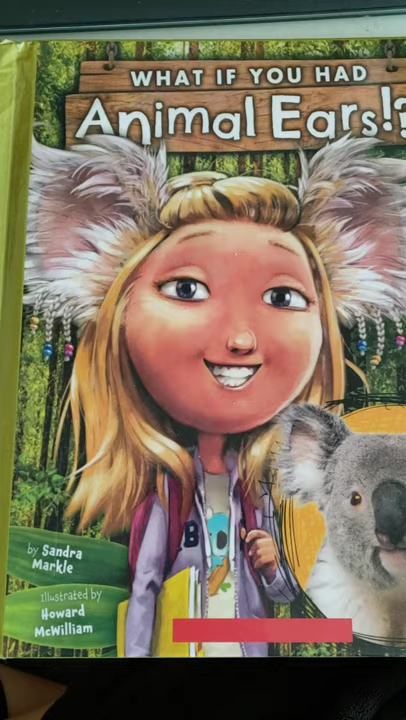 WHAT IF YOU HAD
Animal Ears!?
by Sandra
Markle
Illustrated by
Howard
McWilliam
B